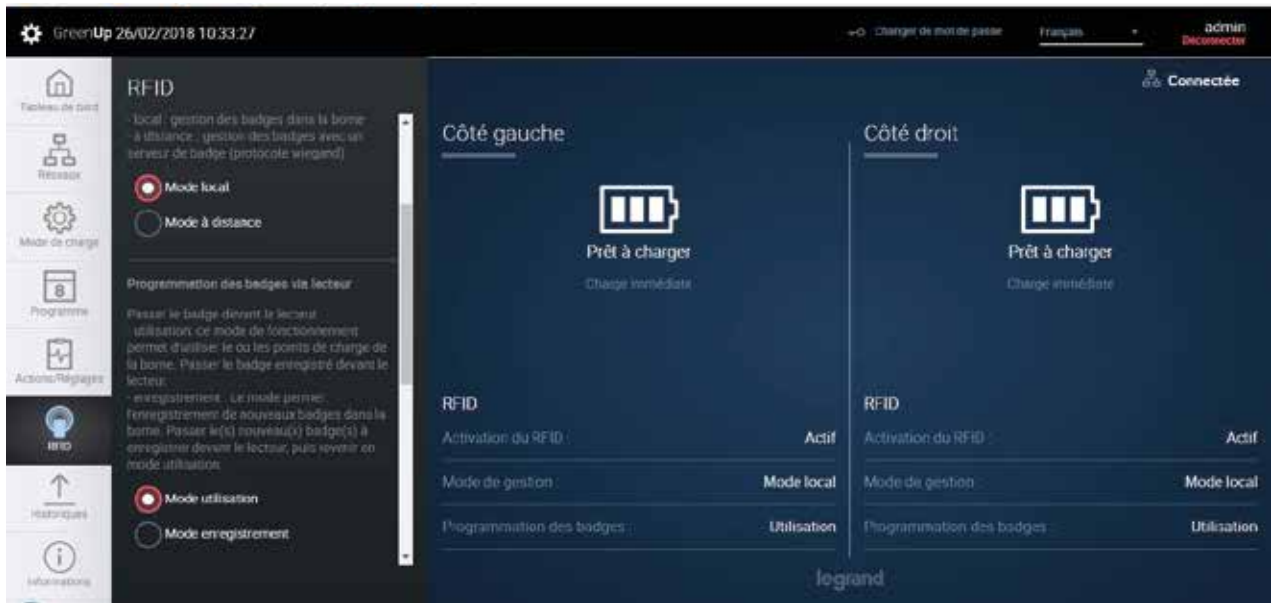 GreenUp 26/02/2018 10:33:27
Changer de mot de passe
Français
admin
Déconnecter
Tableau de bord
Réseaux
Mode de charge
8
Programme
Actions/Réglages
RFID
Historiques
Informations
RFID
- local : gestion des badges dans la borne
- à distance : gestion des badges avec un
serveur de badge (protocole wiegand)
Mode local
Mode à distance
Programmation des badges via lecteur
Passer le badge devant le lecteur
- utilisation: ce mode de fonctionnement
permet d'utiliser le ou les points de charge de
la borne. Passer le badge enregistré devant le
lecteur.
- enregistrement : Le mode permet
l'enregistrement de nouveaux badges dans la
borne. Passer le(s) nouveau(x) badge(s) à
enregistrer devant le lecteur, puis revenir en
mode utilisation
Mode utilisation
Mode enregistrement
Connectée
Côté gauche
Prêt à charger
Charge immédiate
RFID
Activation du RFID : Actif
Mode de gestion : Mode local
Programmation des badges : Utilisation
Côté droit
Prêt à charger
Charge immédiate
RFID
Activation du RFID : Actif
Mode de gestion : Mode local
Programmation des badges : Utilisation
legrand